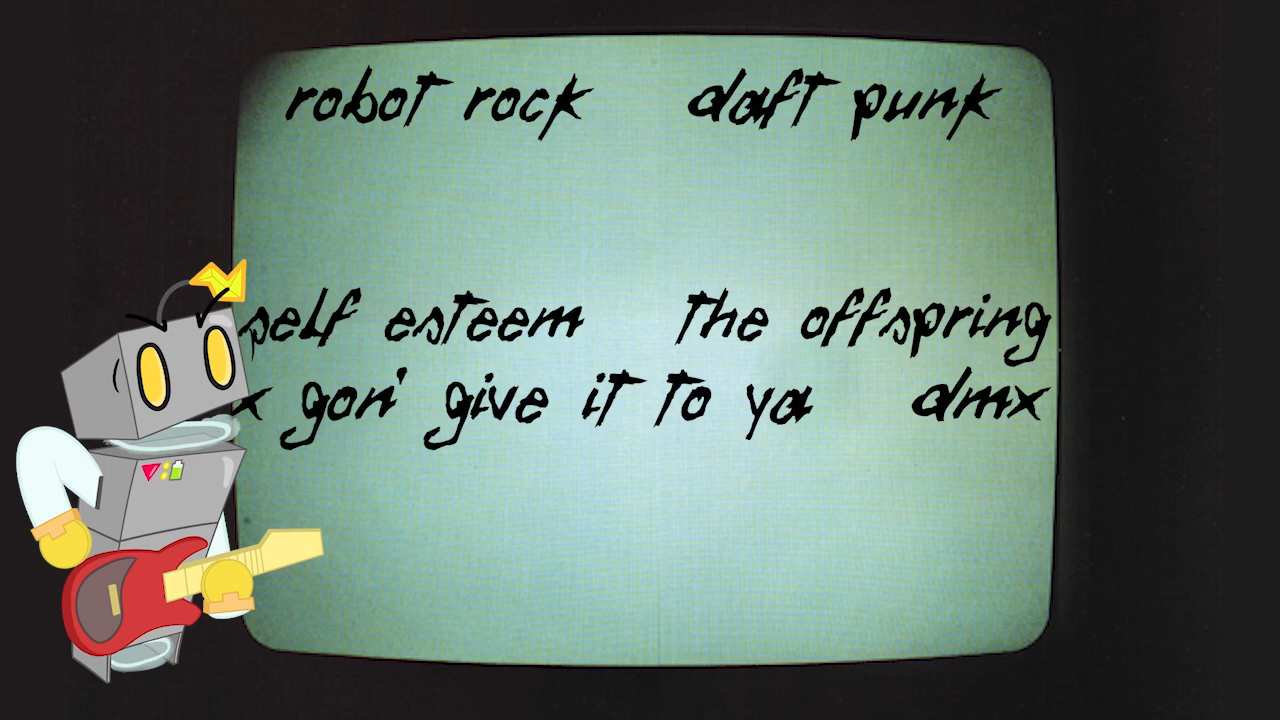 robot rock daft punk
self esteem the offspring
x gon' give it to ya dmx